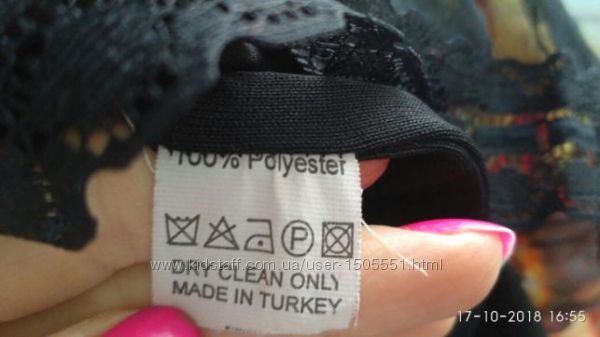 100% Polyester
P
www.kidstaff.com.ua/user-1505551.html
DRY CLEAN ONLY
MADE IN TURKEY
17-10-2018 16:55